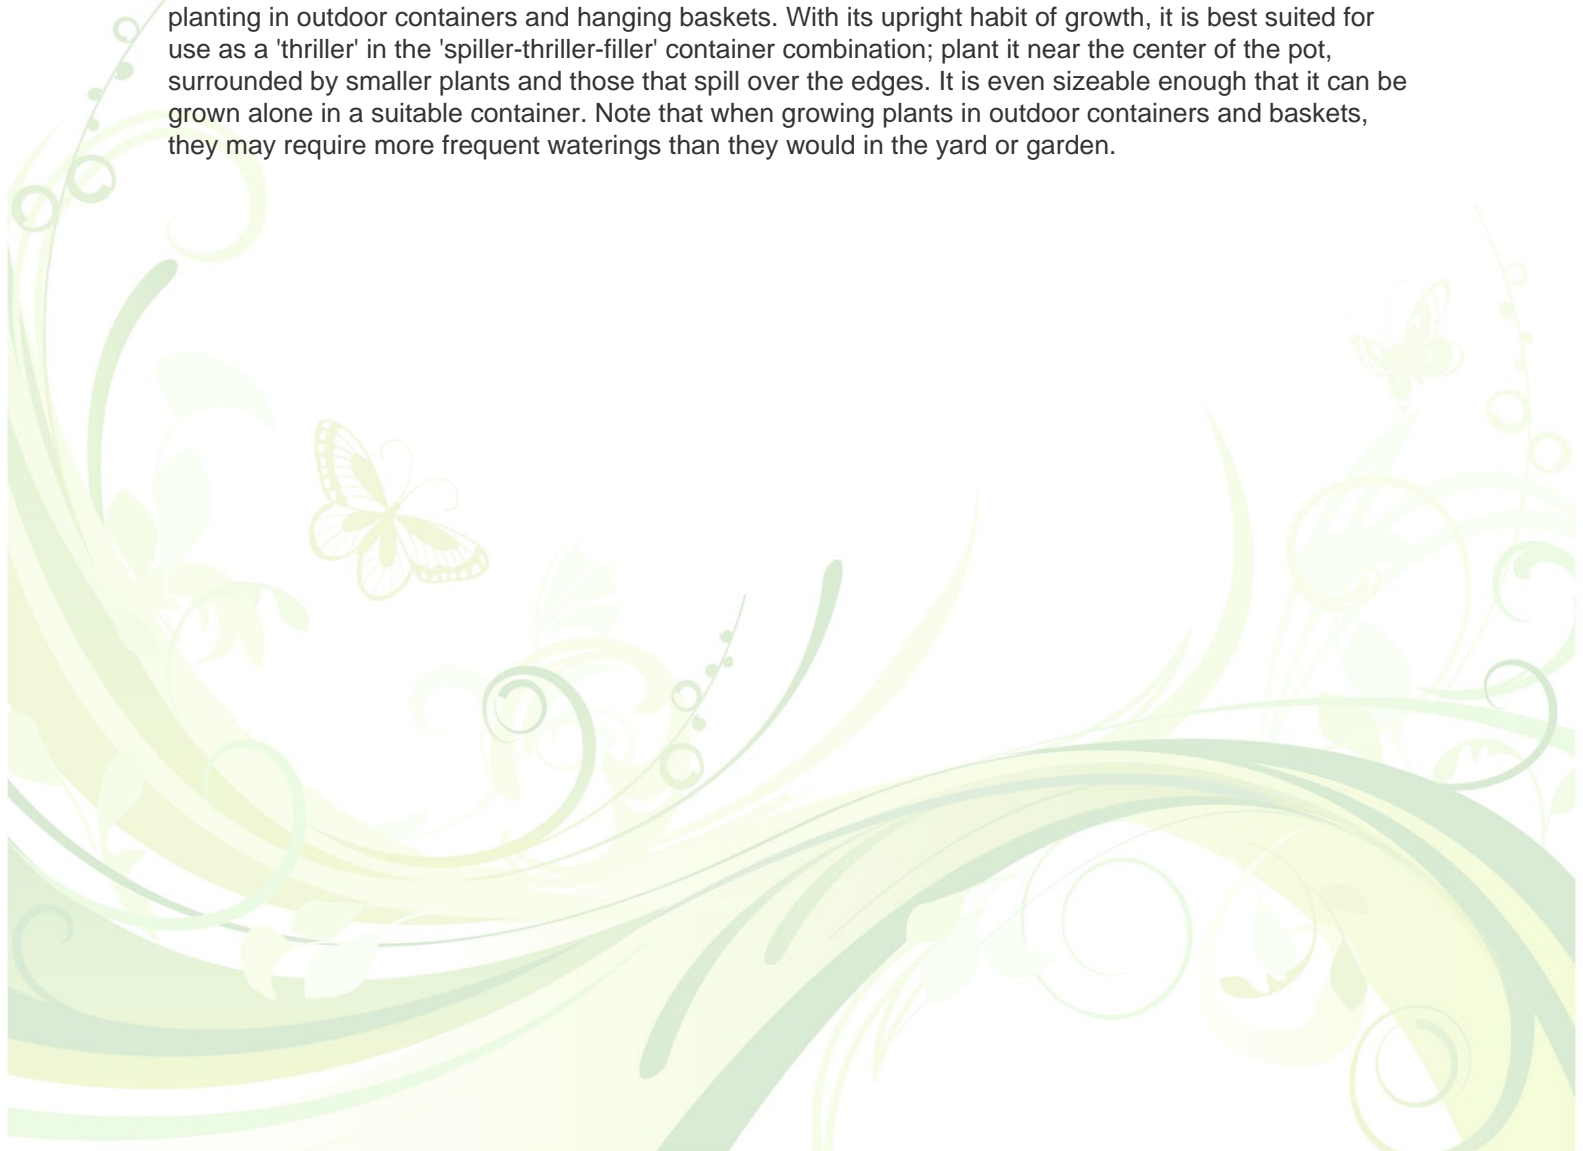 planting in outdoor containers and hanging baskets. With its upright habit of growth, it is best suited for
use as a 'thriller' in the 'spiller-thriller-filler' container combination; plant it near the center of the pot,
surrounded by smaller plants and those that spill over the edges. It is even sizeable enough that it can be
grown alone in a suitable container. Note that when growing plants in outdoor containers and baskets,
they may require more frequent waterings than they would in the yard or garden.